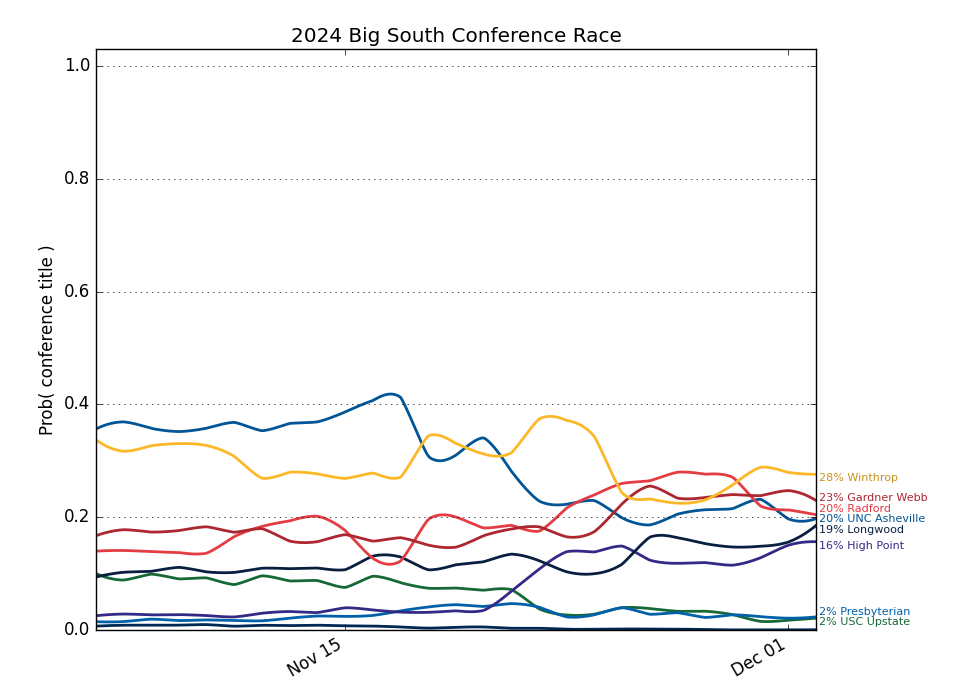 2024 Big South Conference Race
Prob( conference title )
1.0
0.8
0.6
0.4
0.2
0.0
Nov 15
Dec 01
28% Winthrop
23% Gardner Webb
20% Radford
20% UNC Asheville
19% Longwood
16% High Point
2% Presbyterian
2% USC Upstate